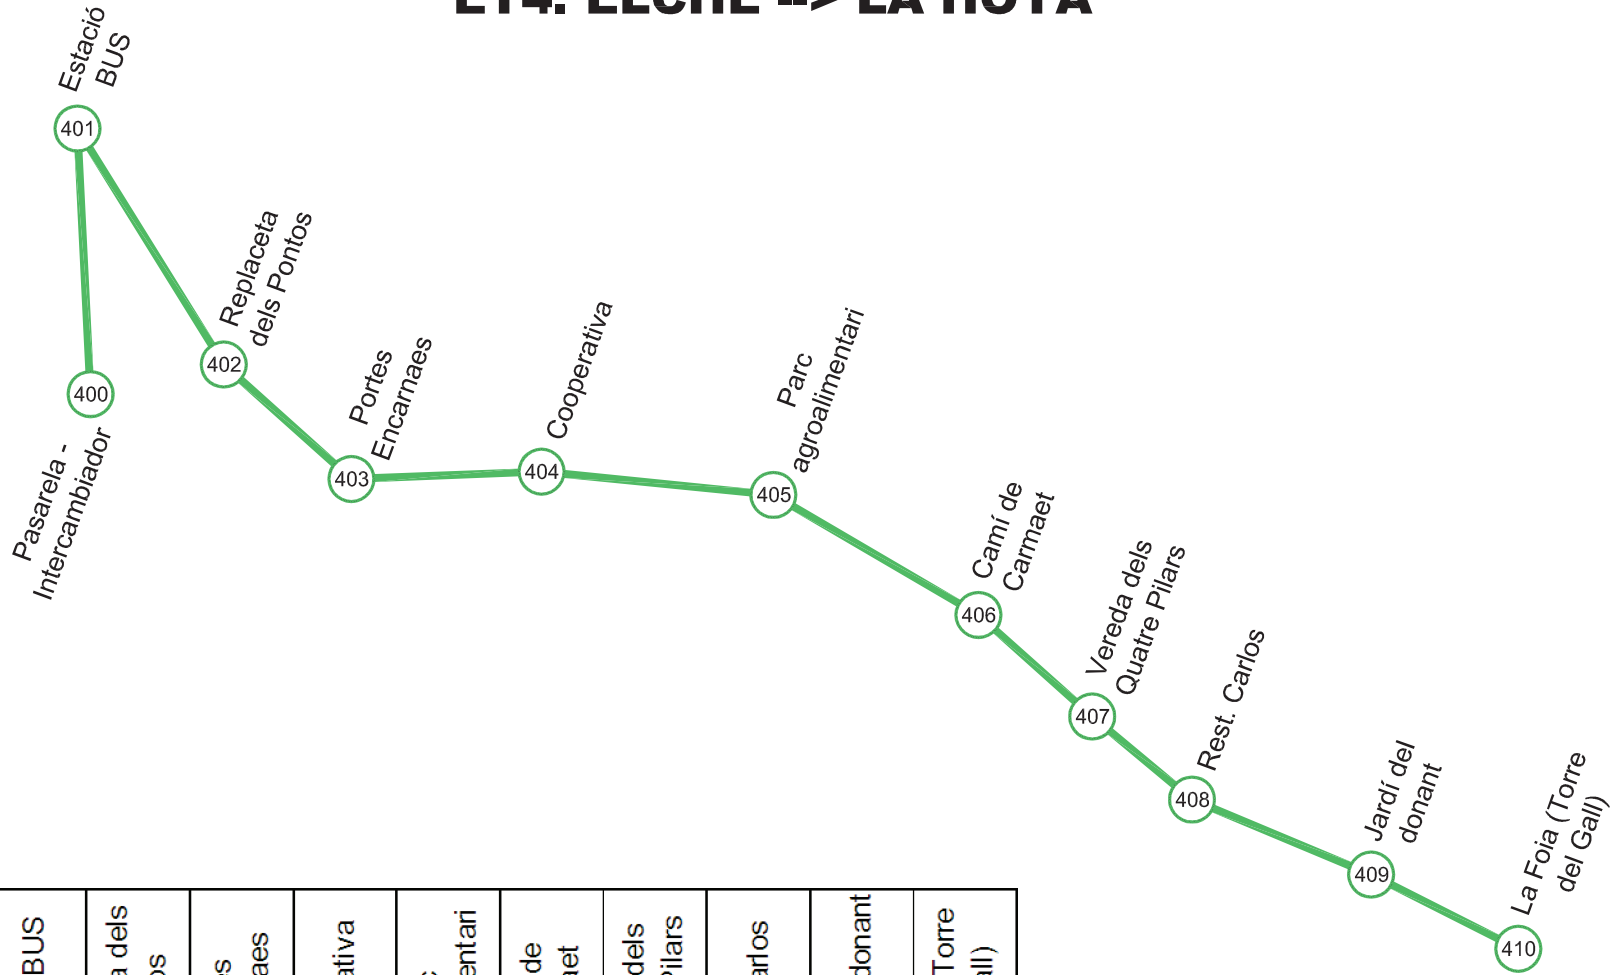 Estació
BUS
401
Replaceta
dels Pontos
402
400
Pasarela -
Intercambiador
Portes
Encarnaes
403
Cooperativa
404
Parc
agroalimentari
405
Camí de
Carmaet
406
Vereda dels
Quatre Pilars
407
Rest. Carlos
408
Jardí del
donant
409
La Foia (Torre
del Gall)
410
BUS
dels
de
dels
donant
Torre